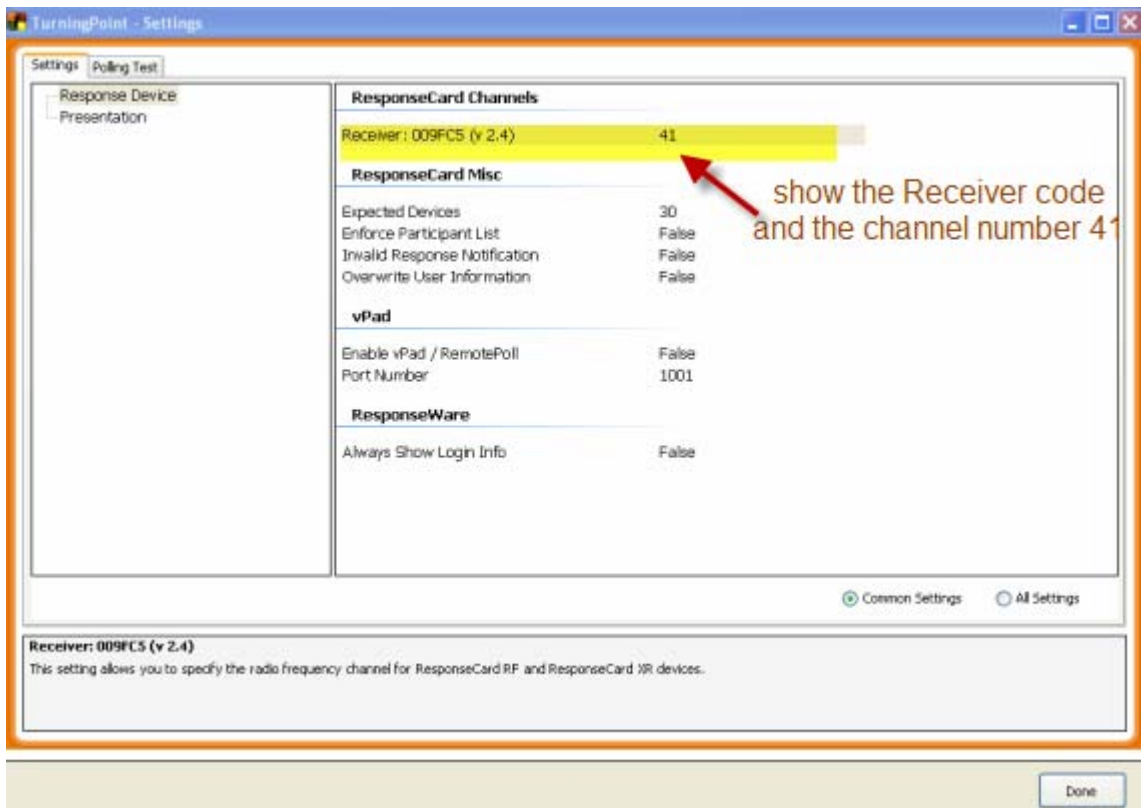 TurningPoint - Settings
Settings Polling Test
Response Device
Presentation
ResponseCard Channels
Receiver: 009FC5 (v 2.4) 41
show the Receiver code
and the channel number 41
ResponseCard Misc
Expected Devices 30
Enforce Participant List False
Invalid Response Notification False
Overwrite User Information False
vPad
Enable vPad / RemotePoll False
Port Number 1001
ResponseWare
Always Show Login Info False
Common Settings All Settings
Receiver: 009FC5 (v 2.4)
This setting allows you to specify the radio frequency channel for ResponseCard RF and ResponseCard XR devices.
Done